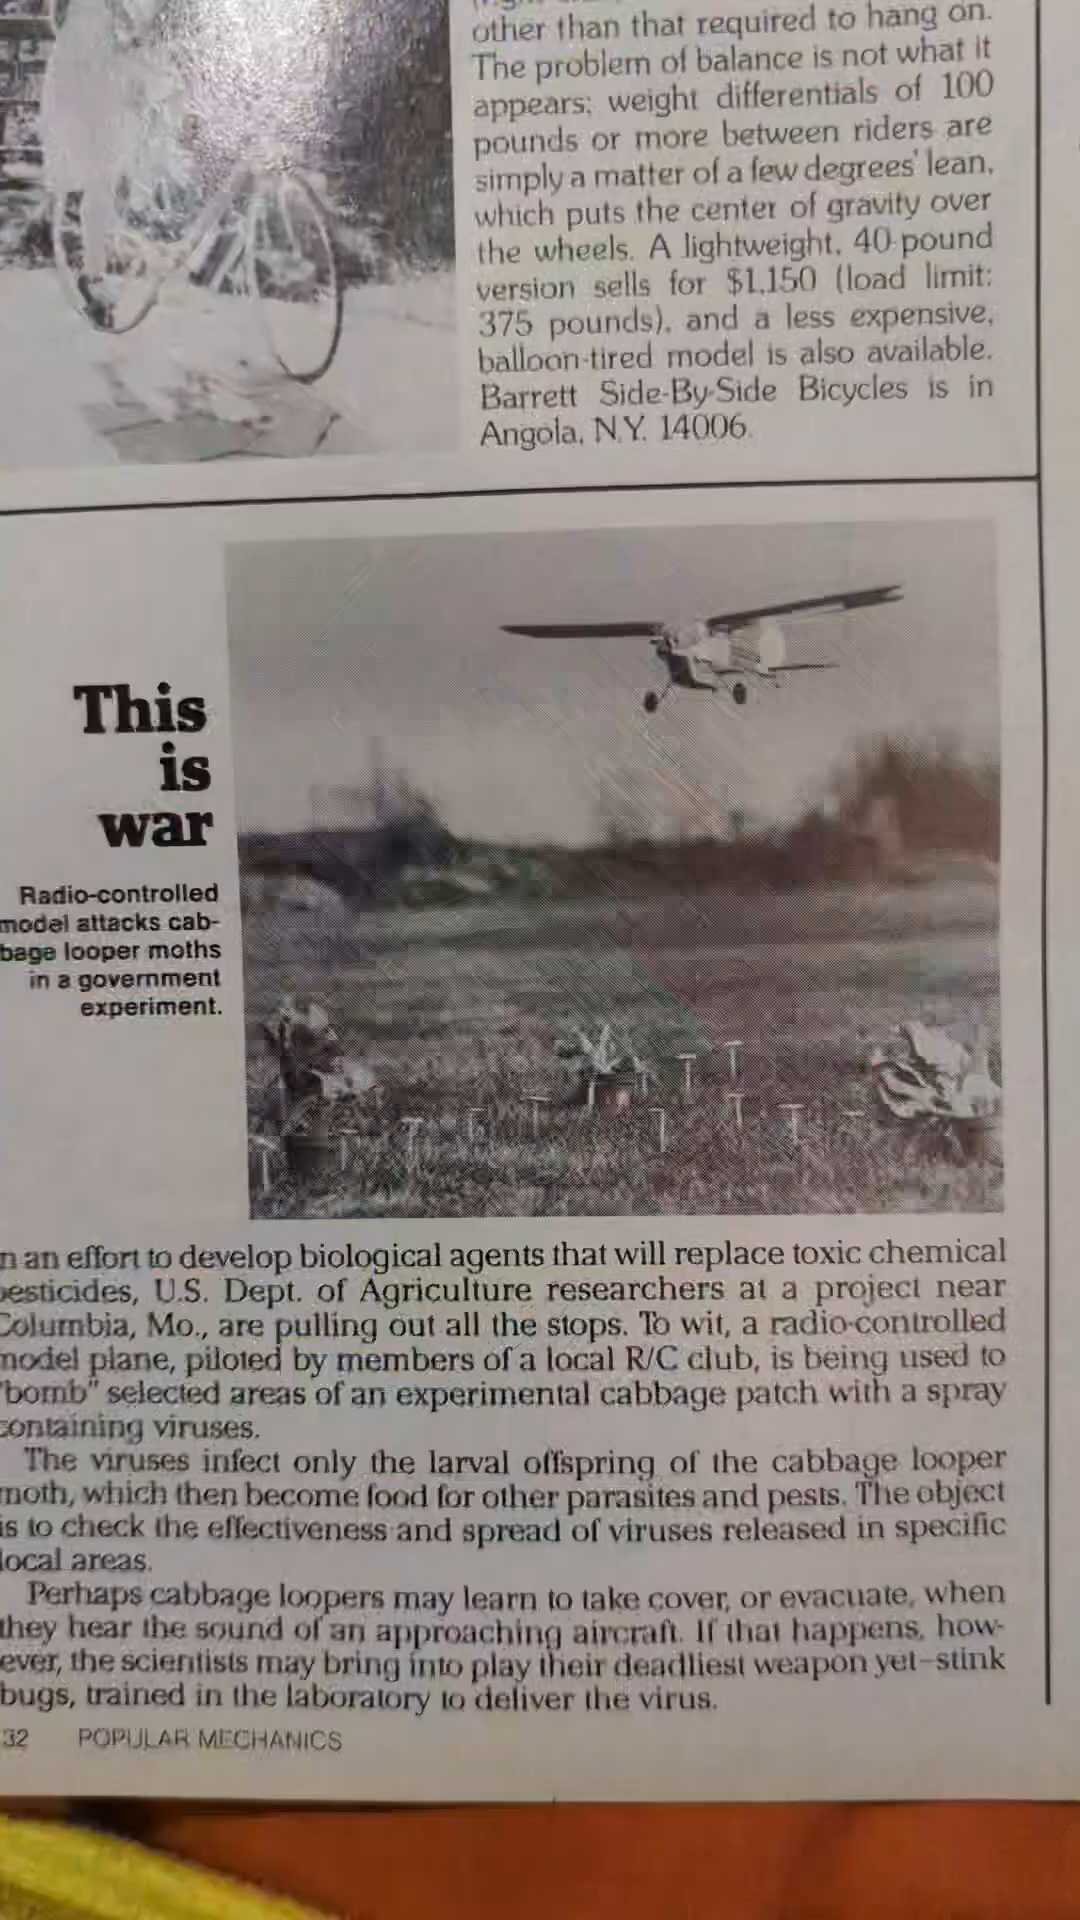 other than that required to hang on.
The problem of balance is not what it
appears; weight differentials of 100
pounds or more between riders are
simply a matter of a few degrees' lean,
which puts the center of gravity over
the wheels. A lightweight, 40-pound
version sells for $1,150 (load limit:
375 pounds), and a less expensive,
balloon-tired model is also available.
Barrett Side-By-Side Bicycles is in
Angola, N.Y. 14006.
This
is
war
Radio-controlled
model attacks cab-
bage looper moths
in a government
experiment.
n an effort to develop biological agents that will replace toxic chemical
pesticides, U.S. Dept. of Agriculture researchers at a project near
Columbia, Mo., are pulling out all the stops. To wit, a radio-controlled
model plane, piloted by members of a local R/C club, is being used to
"bomb" selected areas of an experimental cabbage patch with a spray
containing viruses.
The viruses infect only the larval offspring of the cabbage looper
moth, which then become food for other parasites and pests. The object
is to check the effectiveness and spread of viruses released in specific
local areas.
Perhaps cabbage loopers may learn to take cover, or evacuate, when
they hear the sound of an approaching aircraft. If that happens, how-
ever, the scientists may bring into play their deadliest weapon yet–stink
bugs, trained in the laboratory to deliver the virus.
32 POPULAR MECHANICS